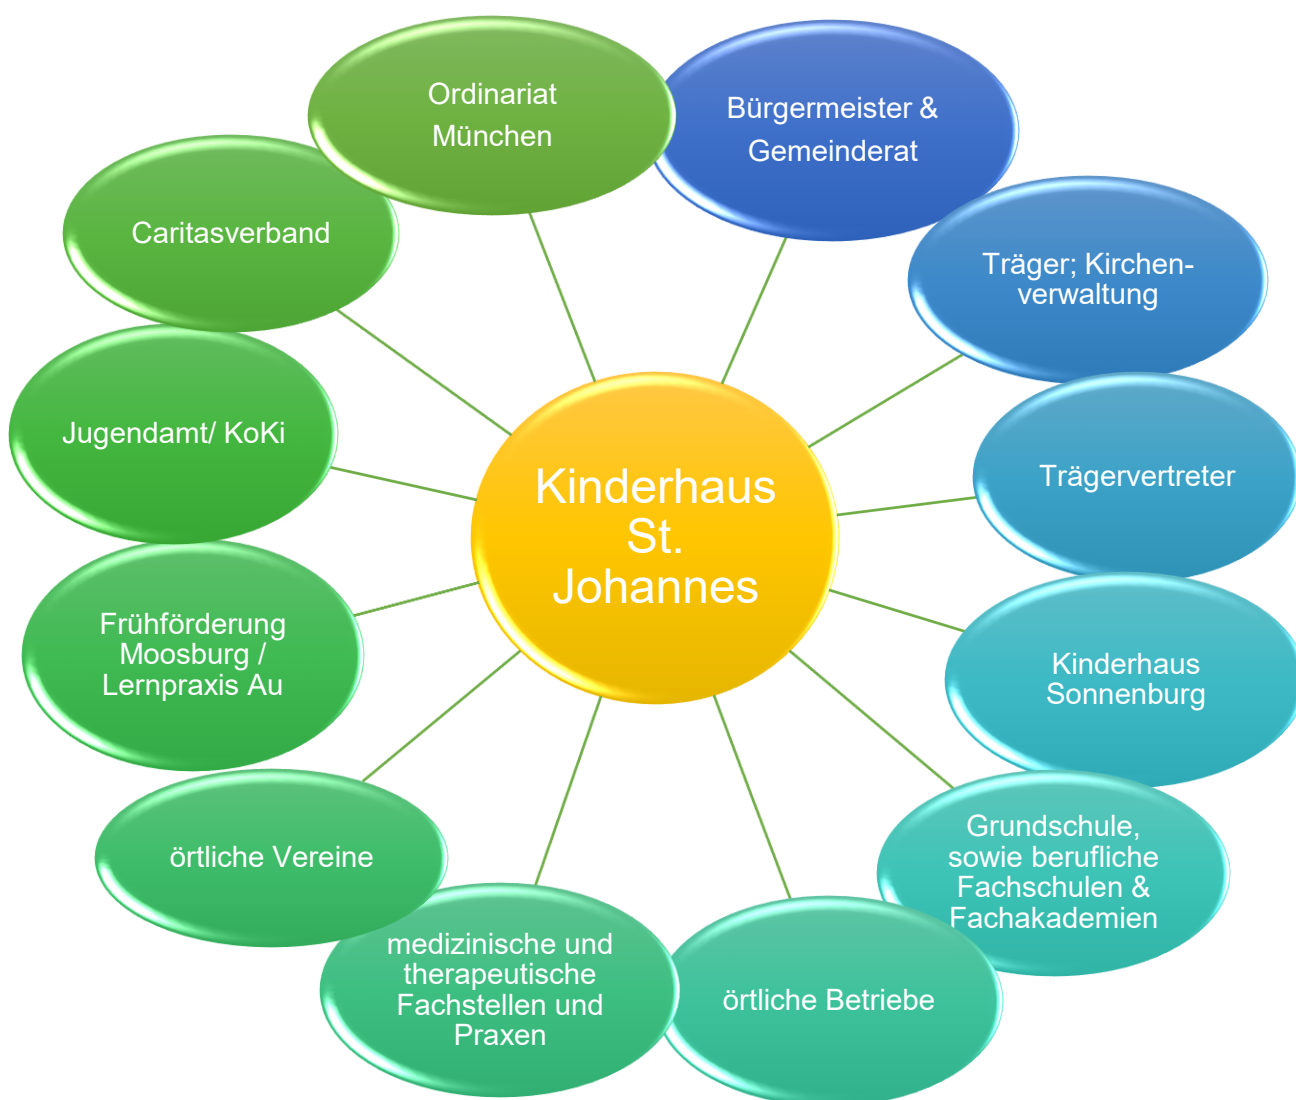 Ordinariat
München
Bürgermeister &
Gemeinderat
Träger; Kirchen-
verwaltung
Trägervertreter
Kinderhaus
Sonnenburg
Grundschule,
sowie berufliche
Fachschulen &
Fachakademien
örtliche Betriebe
medizinische und
therapeutische
Fachstellen und
Praxen
örtliche Vereine
Frühförderung
Moosburg /
Lernpraxis Au
Jugendamt/ KoKi
Caritasverband
Kinderhaus
St.
Johannes